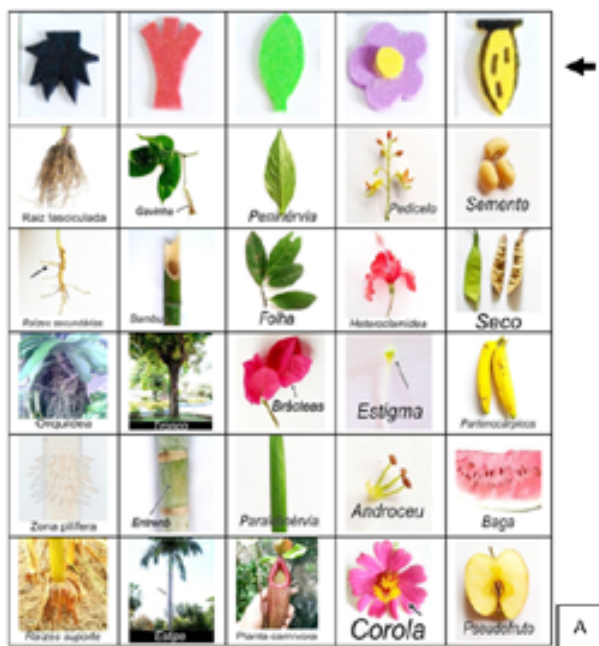 Raiz fasciculada
Gavinha
Peninérvia
Pedicelo
Semente
Raízes secundárias
Bambu
Folha
Heteroclamídea
Seco
Orquídea
Tronco
Brácteas
Estigma
Partenocárpicos
Zona pilífera
Entrenó
Paralelinérvia
Androceu
Baga
Raízes suporte
Estipe
Planta carnívora
Corola
Pseudofruto
A